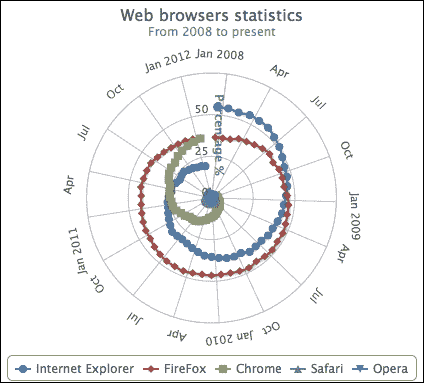 Web browsers statistics
From 2008 to present
Jan 2008
Apr
Jul
Oct
Jan 2009
Apr
Jul
Oct
Jan 2010
Apr
Jul
Oct
Jan 2011
Apr
Jul
Oct
Jan 2012
50
25
0
Percentage %
Internet Explorer FireFox Chrome Safari Opera